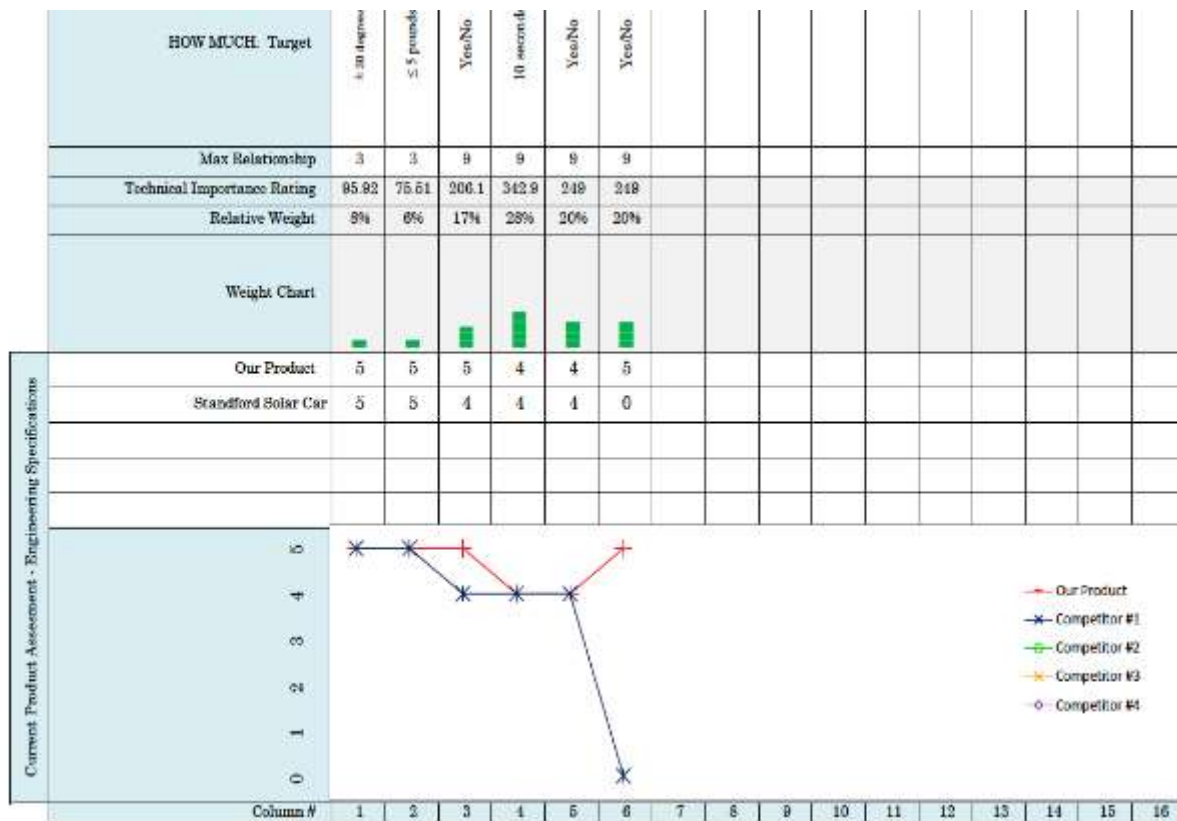 HOW MUCH: Target ± 30 degrees ≤ 5 pounds Yes/No 10 seconds Yes/No Yes/No
Max Relationship 3 3 9 9 9 9
Technical Importance Rating 95.92 75.51 206.1 342.9 249 249
Relative Weight 8% 6% 17% 28% 20% 20%
Weight Chart
Current Product Assesment - Engineering Specifications
Our Product 5 5 5 4 4 5
Standford Solar Car 5 5 4 4 4 0
5
4
3
2
1
0
Our Product
Competitor #1
Competitor #2
Competitor #3
Competitor #4
Column # 1 2 3 4 5 6 7 8 9 10 11 12 13 14 15 16